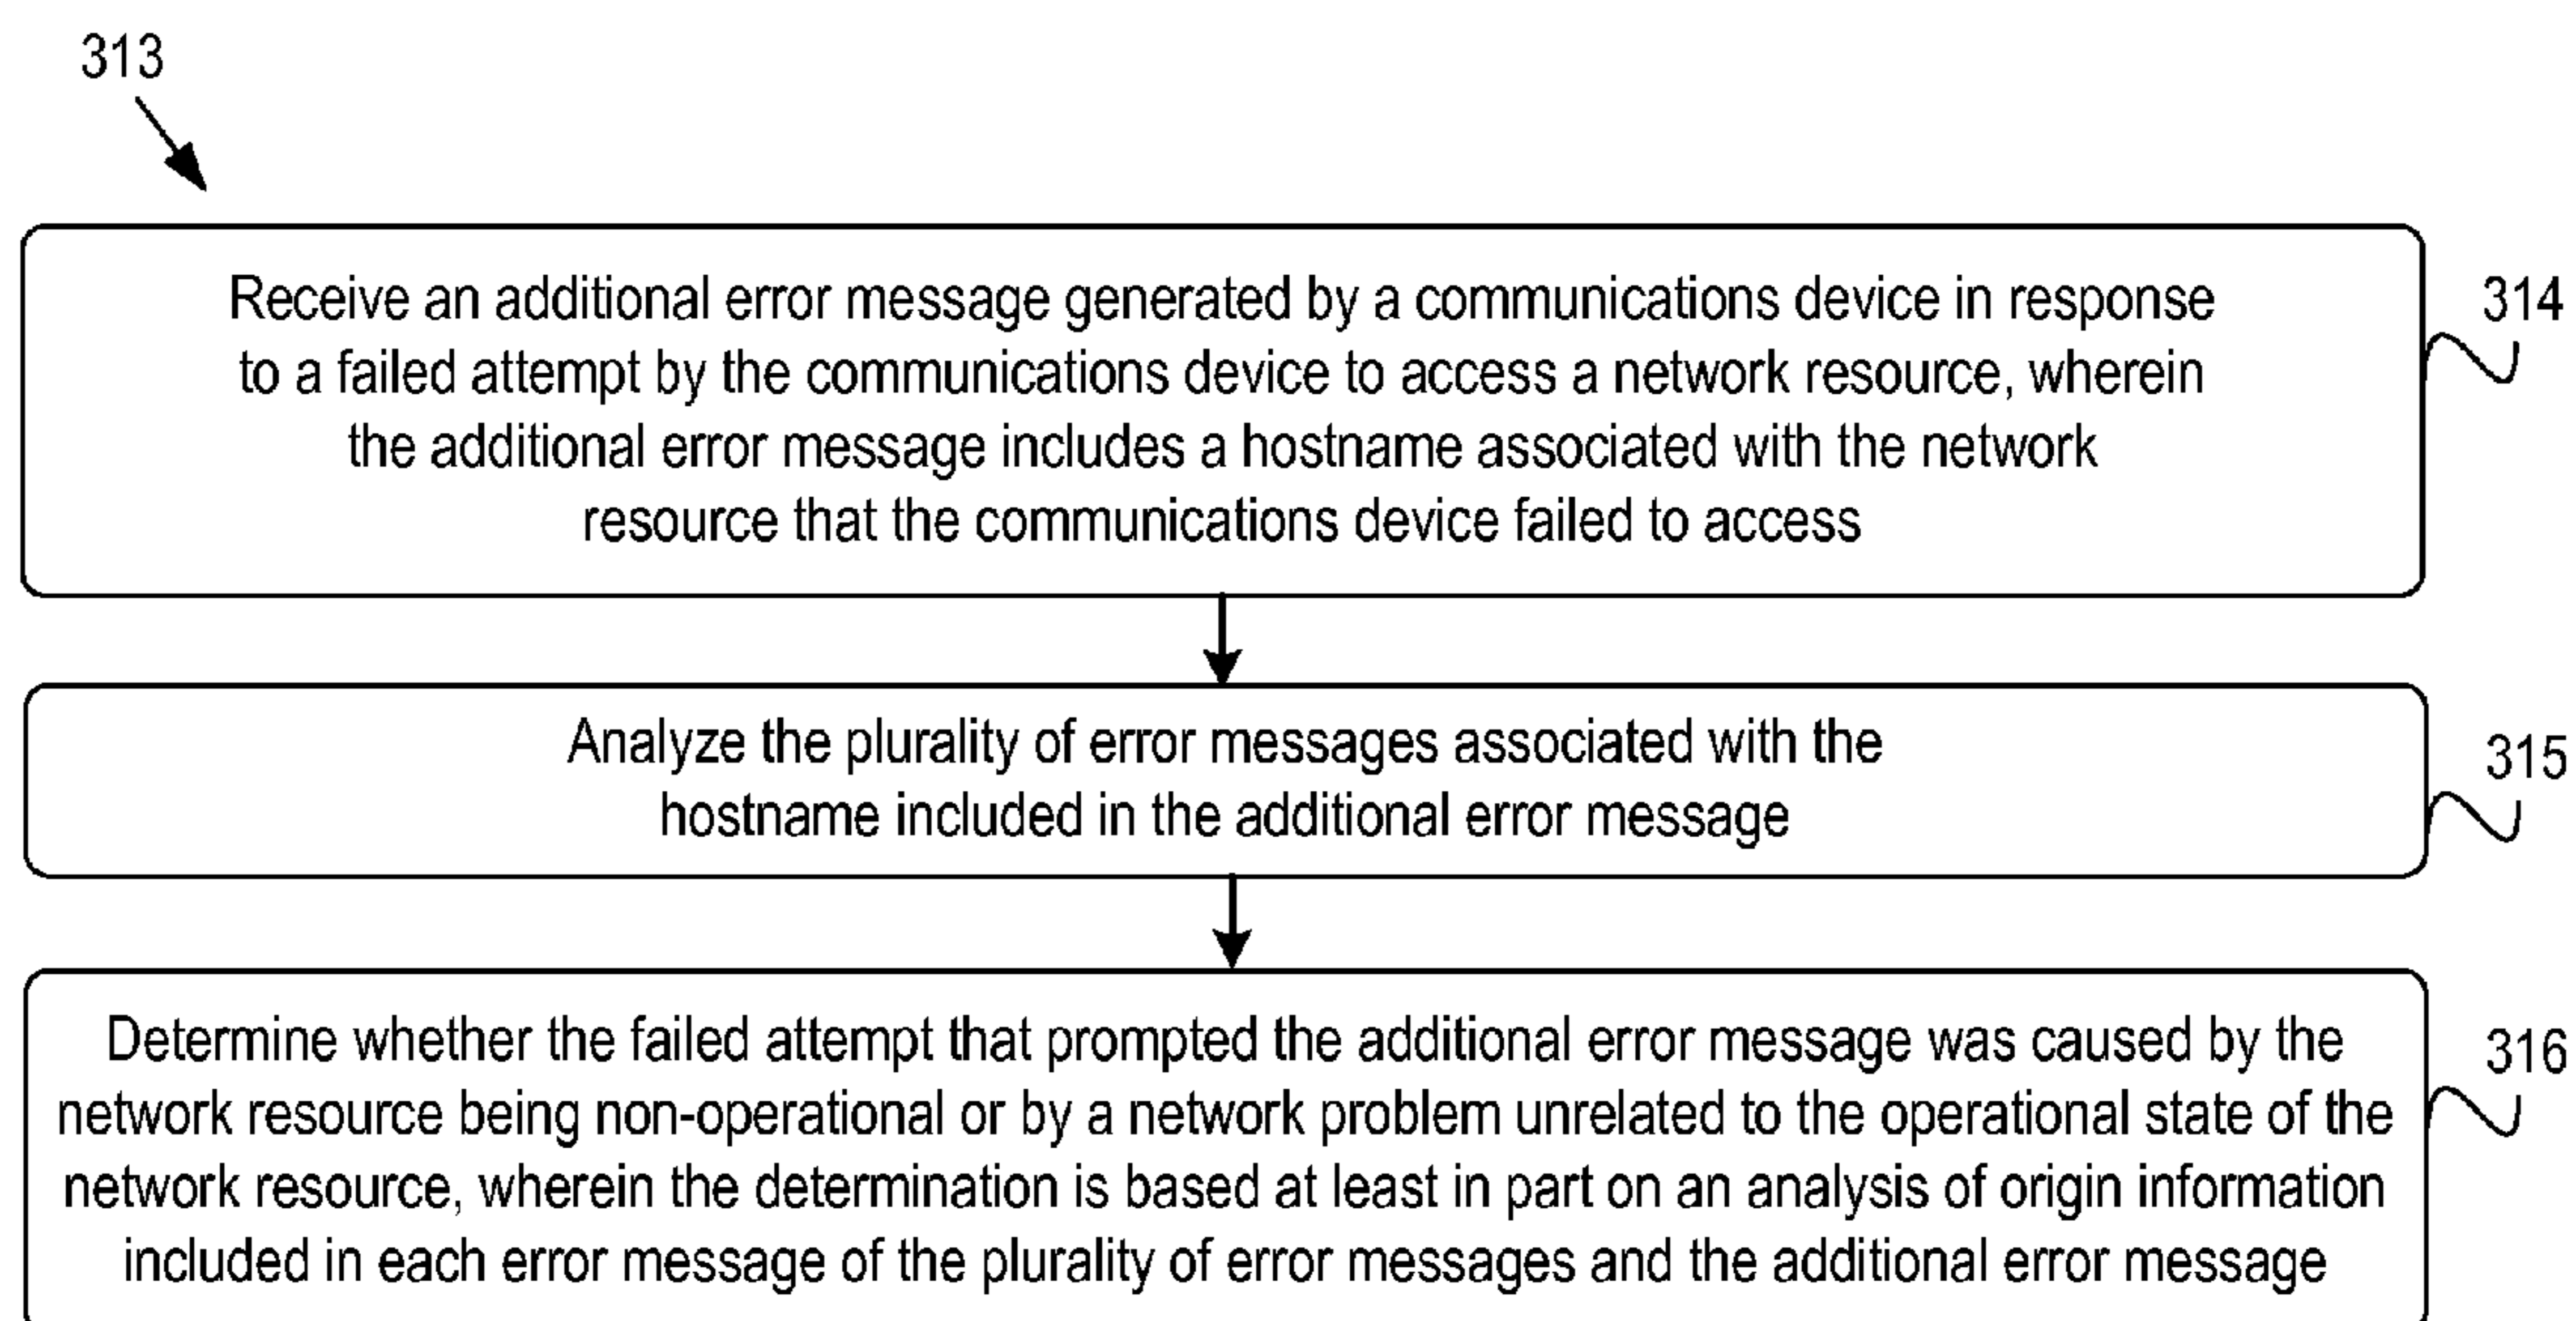 313
Receive an additional error message generated by a communications device in response
to a failed attempt by the communications device to access a network resource, wherein
the additional error message includes a hostname associated with the network
resource that the communications device failed to access
314
Analyze the plurality of error messages associated with the
hostname included in the additional error message
315
Determine whether the failed attempt that prompted the additional error message was caused by the
network resource being non-operational or by a network problem unrelated to the operational state of the
network resource, wherein the determination is based at least in part on an analysis of origin information
included in each error message of the plurality of error messages and the additional error message
316